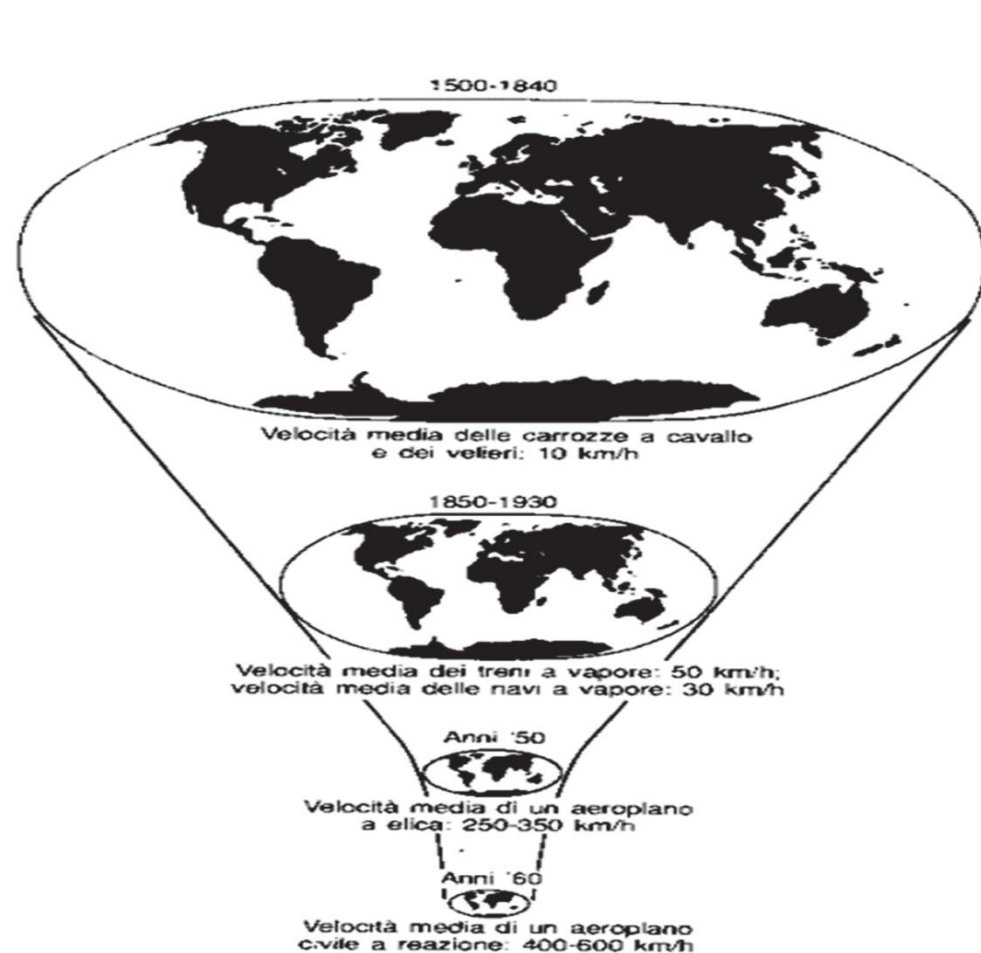 1500-1840
Velocità media delle carrozze a cavallo
e dei velieri: 10 km/h
1850-1930
Velocità media dei treni a vapore: 50 km/h;
velocità media delle navi a vapore: 30 km/h
Anni '50
Velocità media di un aeroplano
a elica: 250-350 km/h
Anni '60
Velocità media di un aeroplano
civile a reazione: 400-600 km/h